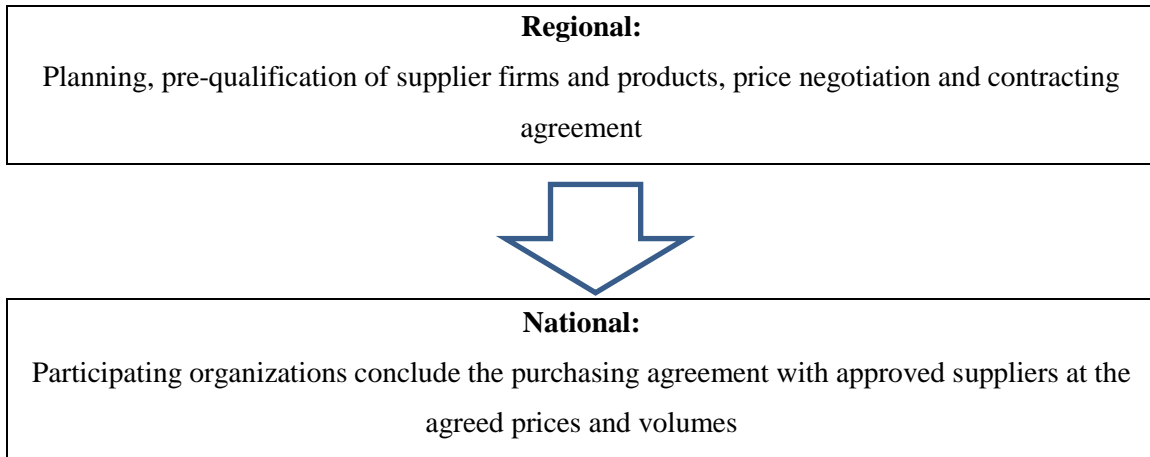 Regional:
Planning, pre-qualification of supplier firms and products, price negotiation and contracting
agreement
National:
Participating organizations conclude the purchasing agreement with approved suppliers at the
agreed prices and volumes